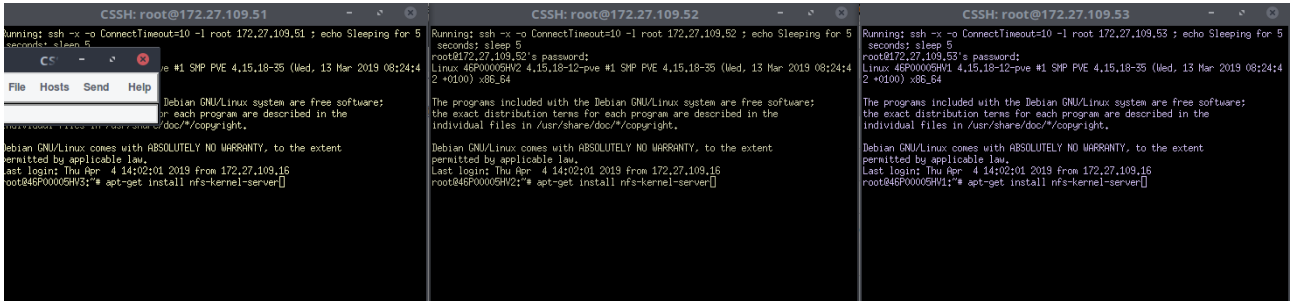 CSSH: root@172.27.109.51
Running: ssh -x -o ConnectTimeout=10 -l root 172.27.109.51 ; echo Sleeping for 5
seconds; sleep 5
CS
ve #1 SMP PVE 4.15.18-35 (Wed, 13 Mar 2019 08:24:4
File Hosts Send Help
Debian GNU/Linux system are free software;
or each program are described in the
individual files in /usr/share/doc/*/copyright.
Debian GNU/Linux comes with ABSOLUTELY NO WARRANTY, to the extent
permitted by applicable law.
Last login: Thu Apr 4 14:02:01 2019 from 172.27.109.16
root@46P00005HV3:~# apt-get install nfs-kernel-server
CSSH: root@172.27.109.52
Running: ssh -x -o ConnectTimeout=10 -l root 172.27.109.52 ; echo Sleeping for 5
seconds; sleep 5
root@172.27.109.52's password:
Linux 46P00005HV2 4.15.18-12-pve #1 SMP PVE 4.15.18-35 (Wed, 13 Mar 2019 08:24:4
2 +0100) x86_64
The programs included with the Debian GNU/Linux system are free software;
the exact distribution terms for each program are described in the
individual files in /usr/share/doc/*/copyright.
Debian GNU/Linux comes with ABSOLUTELY NO WARRANTY, to the extent
permitted by applicable law.
Last login: Thu Apr 4 14:02:01 2019 from 172.27.109.16
root@46P00005HV2:~# apt-get install nfs-kernel-server
CSSH: root@172.27.109.53
Running: ssh -x -o ConnectTimeout=10 -l root 172.27.109.53 ; echo Sleeping for 5
seconds; sleep 5
root@172.27.109.53's password:
Linux 46P00005HV1 4.15.18-12-pve #1 SMP PVE 4.15.18-35 (Wed, 13 Mar 2019 08:24:4
2 +0100) x86_64
The programs included with the Debian GNU/Linux system are free software;
the exact distribution terms for each program are described in the
individual files in /usr/share/doc/*/copyright.
Debian GNU/Linux comes with ABSOLUTELY NO WARRANTY, to the extent
permitted by applicable law.
Last login: Thu Apr 4 14:02:01 2019 from 172.27.109.16
root@46P00005HV1:~# apt-get install nfs-kernel-server